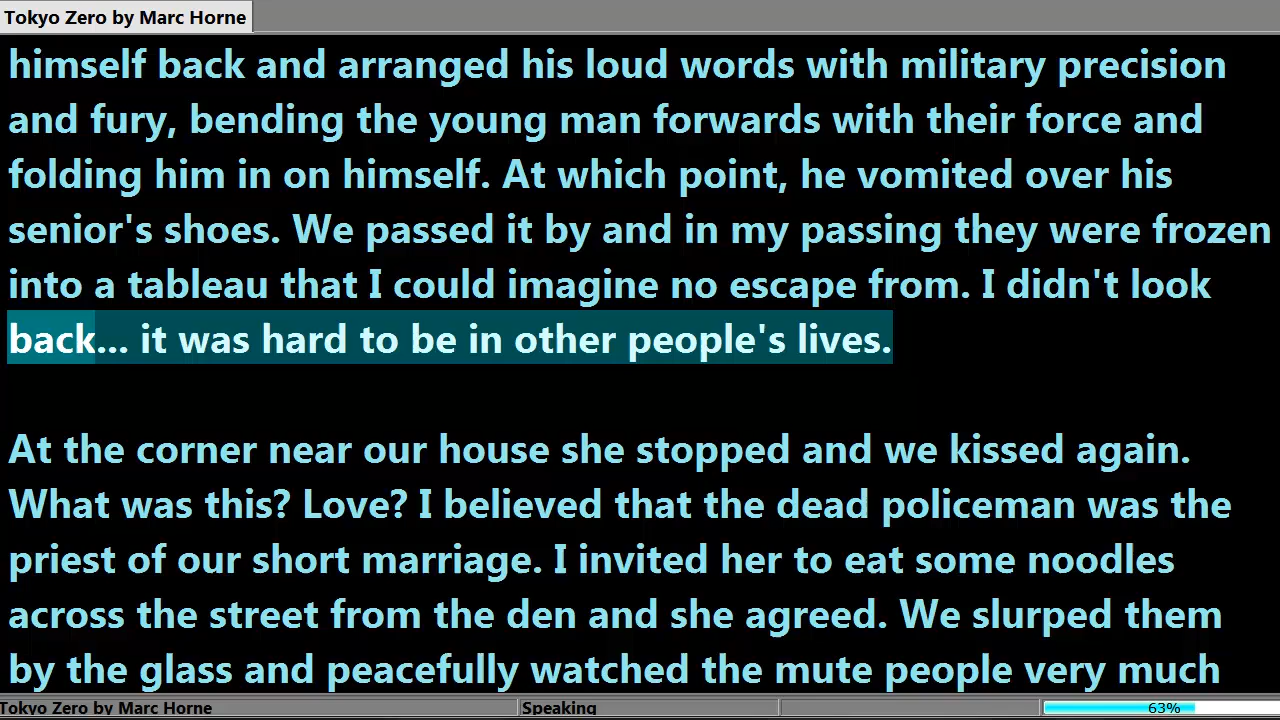 Tokyo Zero by Marc Horne
himself back and arranged his loud words with military precision
and fury, bending the young man forwards with their force and
folding him in on himself. At which point, he vomited over his
senior's shoes. We passed it by and in my passing they were frozen
into a tableau that I could imagine no escape from. I didn't look
back... it was hard to be in other people's lives.
At the corner near our house she stopped and we kissed again.
What was this? Love? I believed that the dead policeman was the
priest of our short marriage. I invited her to eat some noodles
across the street from the den and she agreed. We slurped them
by the glass and peacefully watched the mute people very much
Tokyo Zero by Marc Horne Speaking 63%